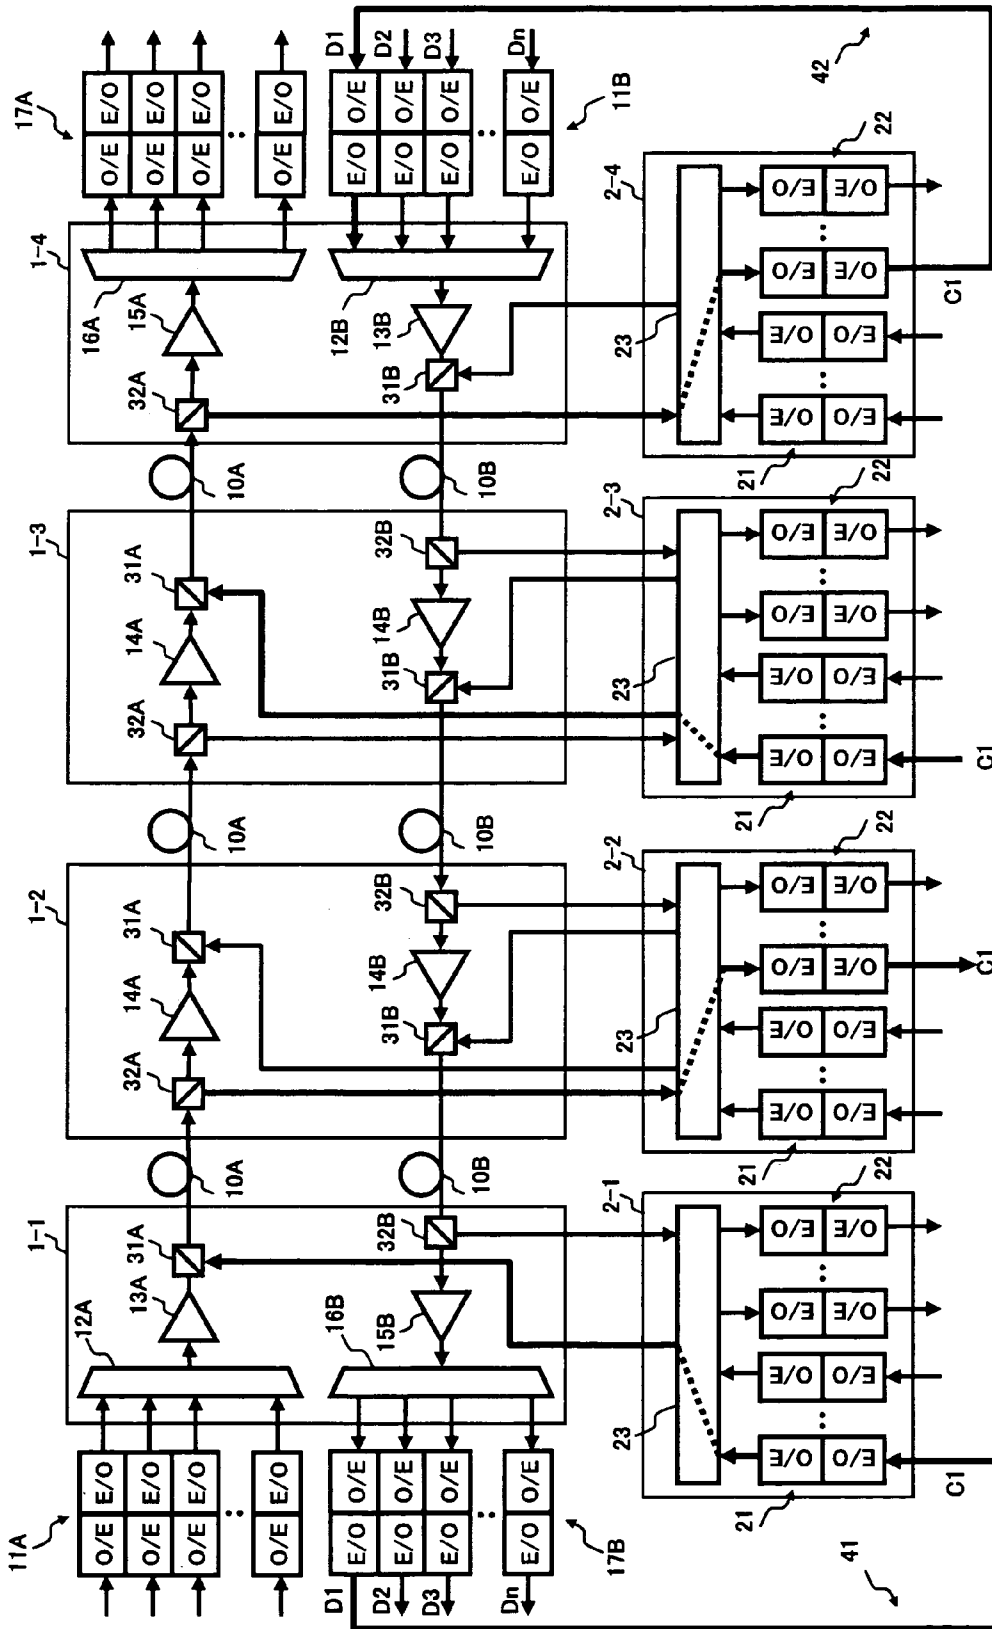 11A
O/E E/O
O/E E/O
O/E E/O
O/E E/O
1-1
12A
13A
31A
10A
1-2
32A
14A
31A
10A
1-3
32A
14A
31A
10A
1-4
32A
15A
16A
17A
O/E E/O
O/E E/O
O/E E/O
O/E E/O
D1
D2
D3
Dn
E/O O/E
E/O O/E
E/O O/E
E/O O/E
17B
16B
15B
32B
10B
31B
14B
32B
10B
31B
14B
32B
10B
31B
13B
12B
E/O O/E
E/O O/E
E/O O/E
E/O O/E
D1
D2
D3
Dn
11B
41
2-1
23
21
E/O
O/E
E/O
O/E
O/E
E/O
O/E
E/O
22
C1
2-2
23
21
E/O
O/E
E/O
O/E
O/E
E/O
O/E
E/O
22
C1
2-3
23
21
E/O
O/E
E/O
O/E
O/E
E/O
O/E
E/O
22
C1
2-4
23
21
E/O
O/E
E/O
O/E
O/E
E/O
O/E
E/O
22
C1
42